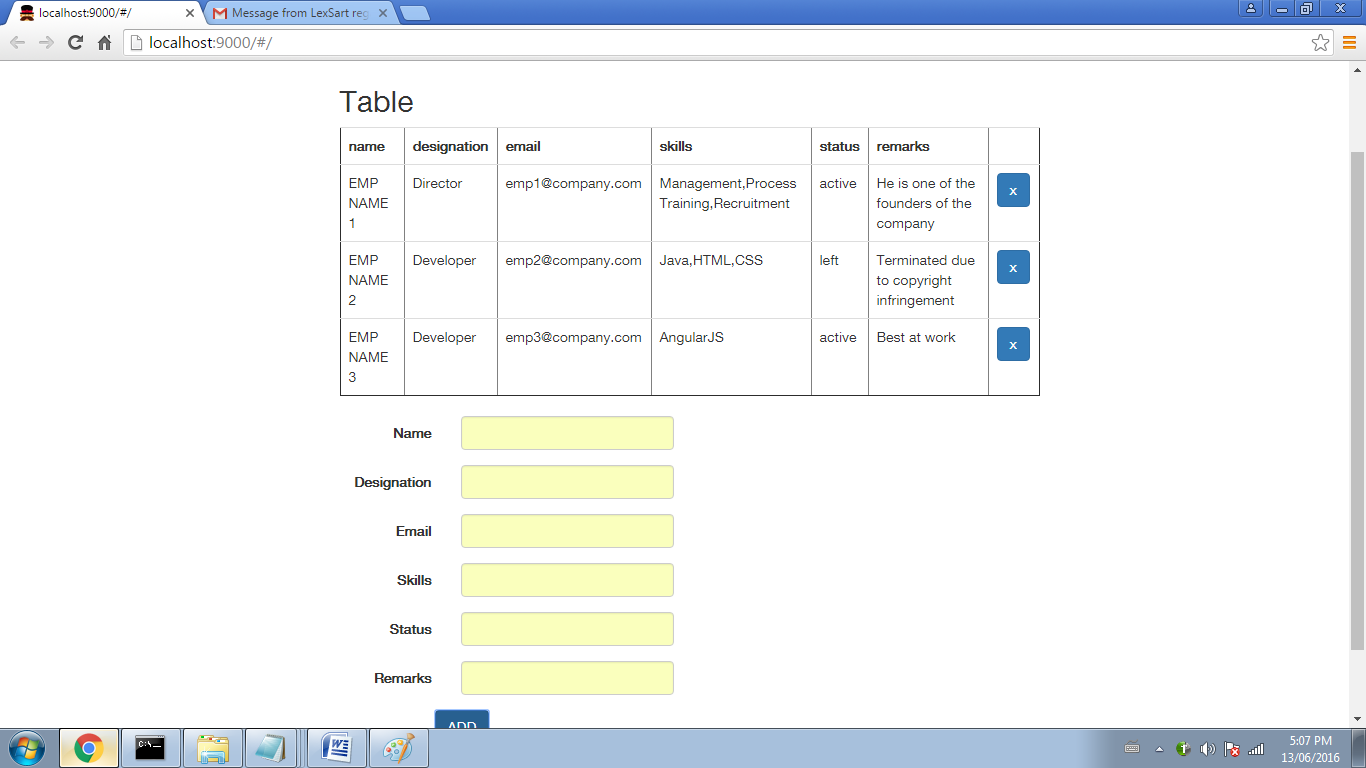 localhost:9000/#/
Message from LexSart reg
localhost:9000/#/
Table
name designation email skills status remarks
EMP NAME 1 Director emp1@company.com Management,Process Training,Recruitment active He is one of the founders of the company x
EMP NAME 2 Developer emp2@company.com Java,HTML,CSS left Terminated due to copyright infringement x
EMP NAME 3 Developer emp3@company.com AngularJS active Best at work x
Name
Designation
Email
Skills
Status
Remarks
ADD
C:\
5:07 PM
13/06/2016